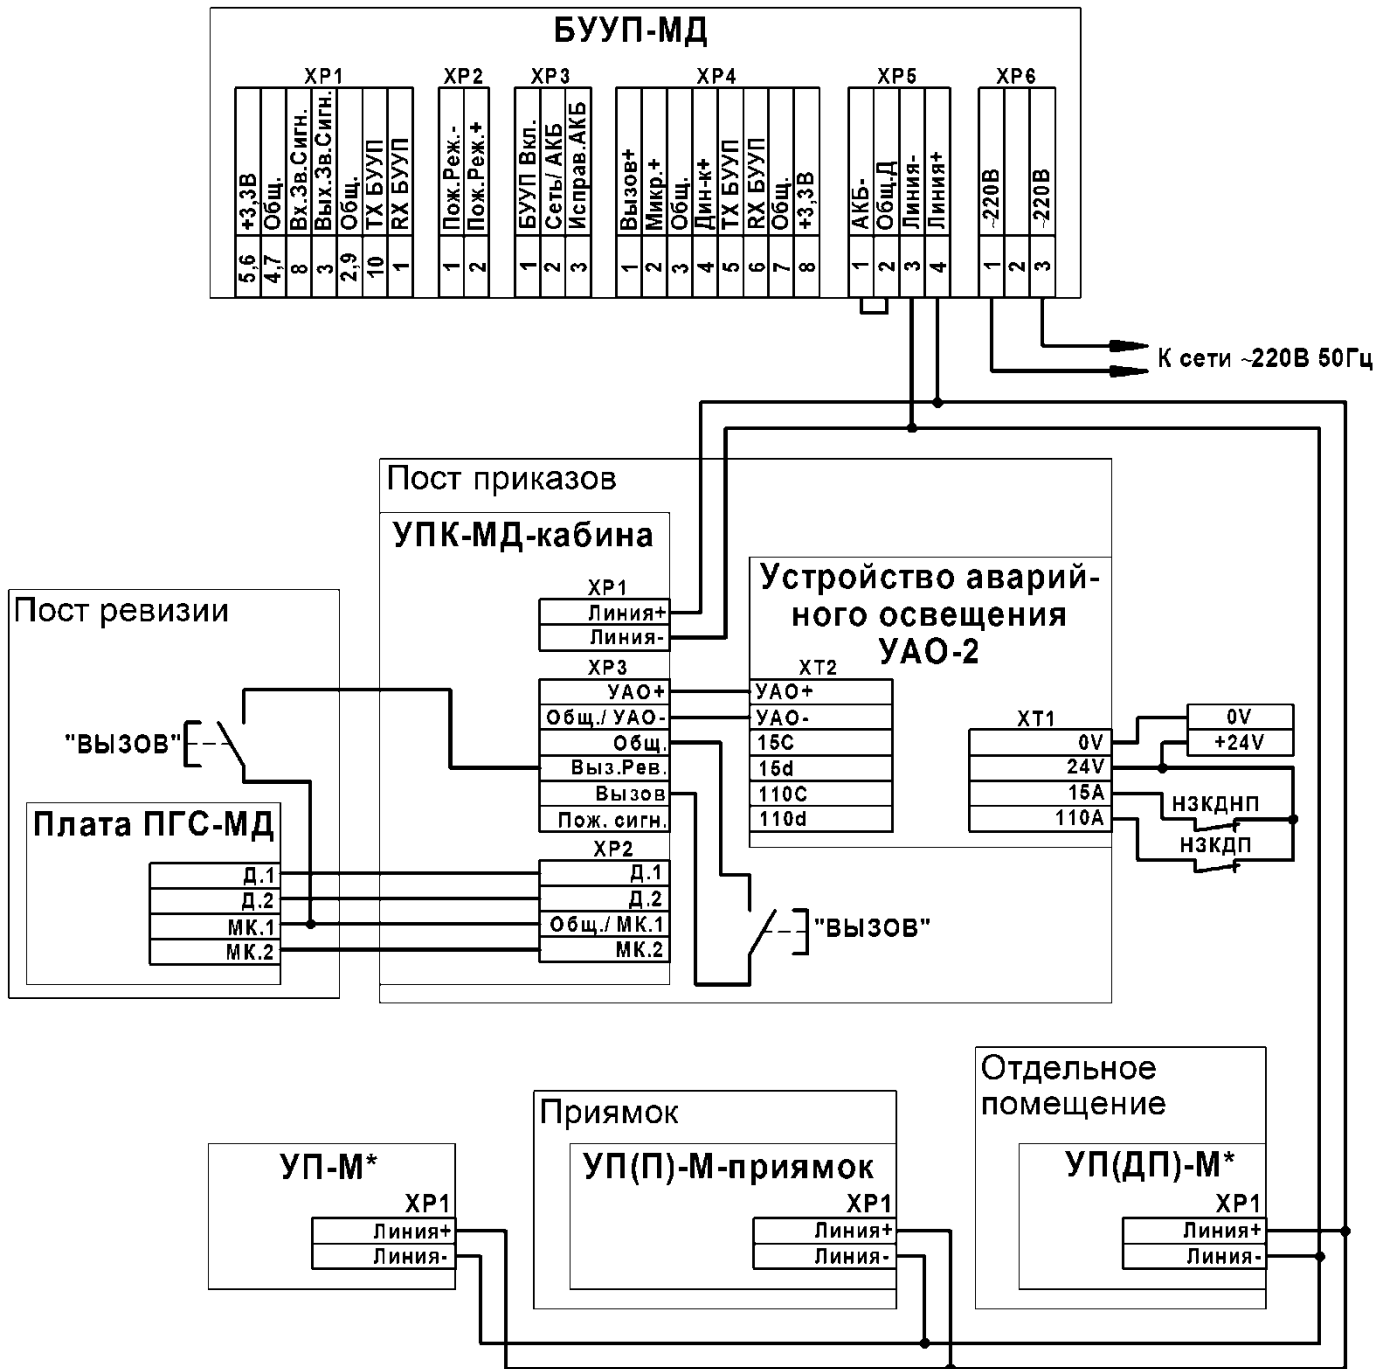 БУУП-МД
XP1
XP2
XP3
XP4
XP5
XP6
5,6 +3,3В
4,7 Общ.
8 Вх.Зв.Сигн.
3 Вых.Зв.Сигн.
2,9 Общ.
10 TX БУУП
1 RX БУУП
1 Пож.Реж.-
2 Пож.Реж.+
1 БУУП Вкл.
2 Сеть/ АКБ
3 Исправ.АКБ
1 Вызов+
2 Микр.+
3 Общ.
4 Дин-к+
5 TX БУУП
6 RX БУУП
7 Общ.
8 +3,3В
1 АКБ-
2 Общ.Д
3 Линия-
4 Линия+
1 ~220В
2
3 ~220В
К сети ~220В 50Гц
Пост приказов
УПК-МД-кабина
XP1
Линия+
Линия-
XP3
УАО+
Общ./ УАО-
Общ.
Выз.Рев.
Вызов
Пож. сигн.
XP2
Д.1
Д.2
Общ./ МК.1
МК.2
Устройство аварий-
ного освещения
УАО-2
XT2
УАО+
УАО-
15C
15d
110C
110d
XT1
0V
24V
15A
110A
0V
+24V
НЗКДНП
НЗКДП
"ВЫЗОВ"
Пост ревизии
"ВЫЗОВ"
Плата ПГС-МД
Д.1
Д.2
МК.1
МК.2
УП-М*
XP1
Линия+
Линия-
Приямок
УП(П)-М-приямок
XP1
Линия+
Линия-
Отдельное
помещение
УП(ДП)-М*
XP1
Линия+
Линия-